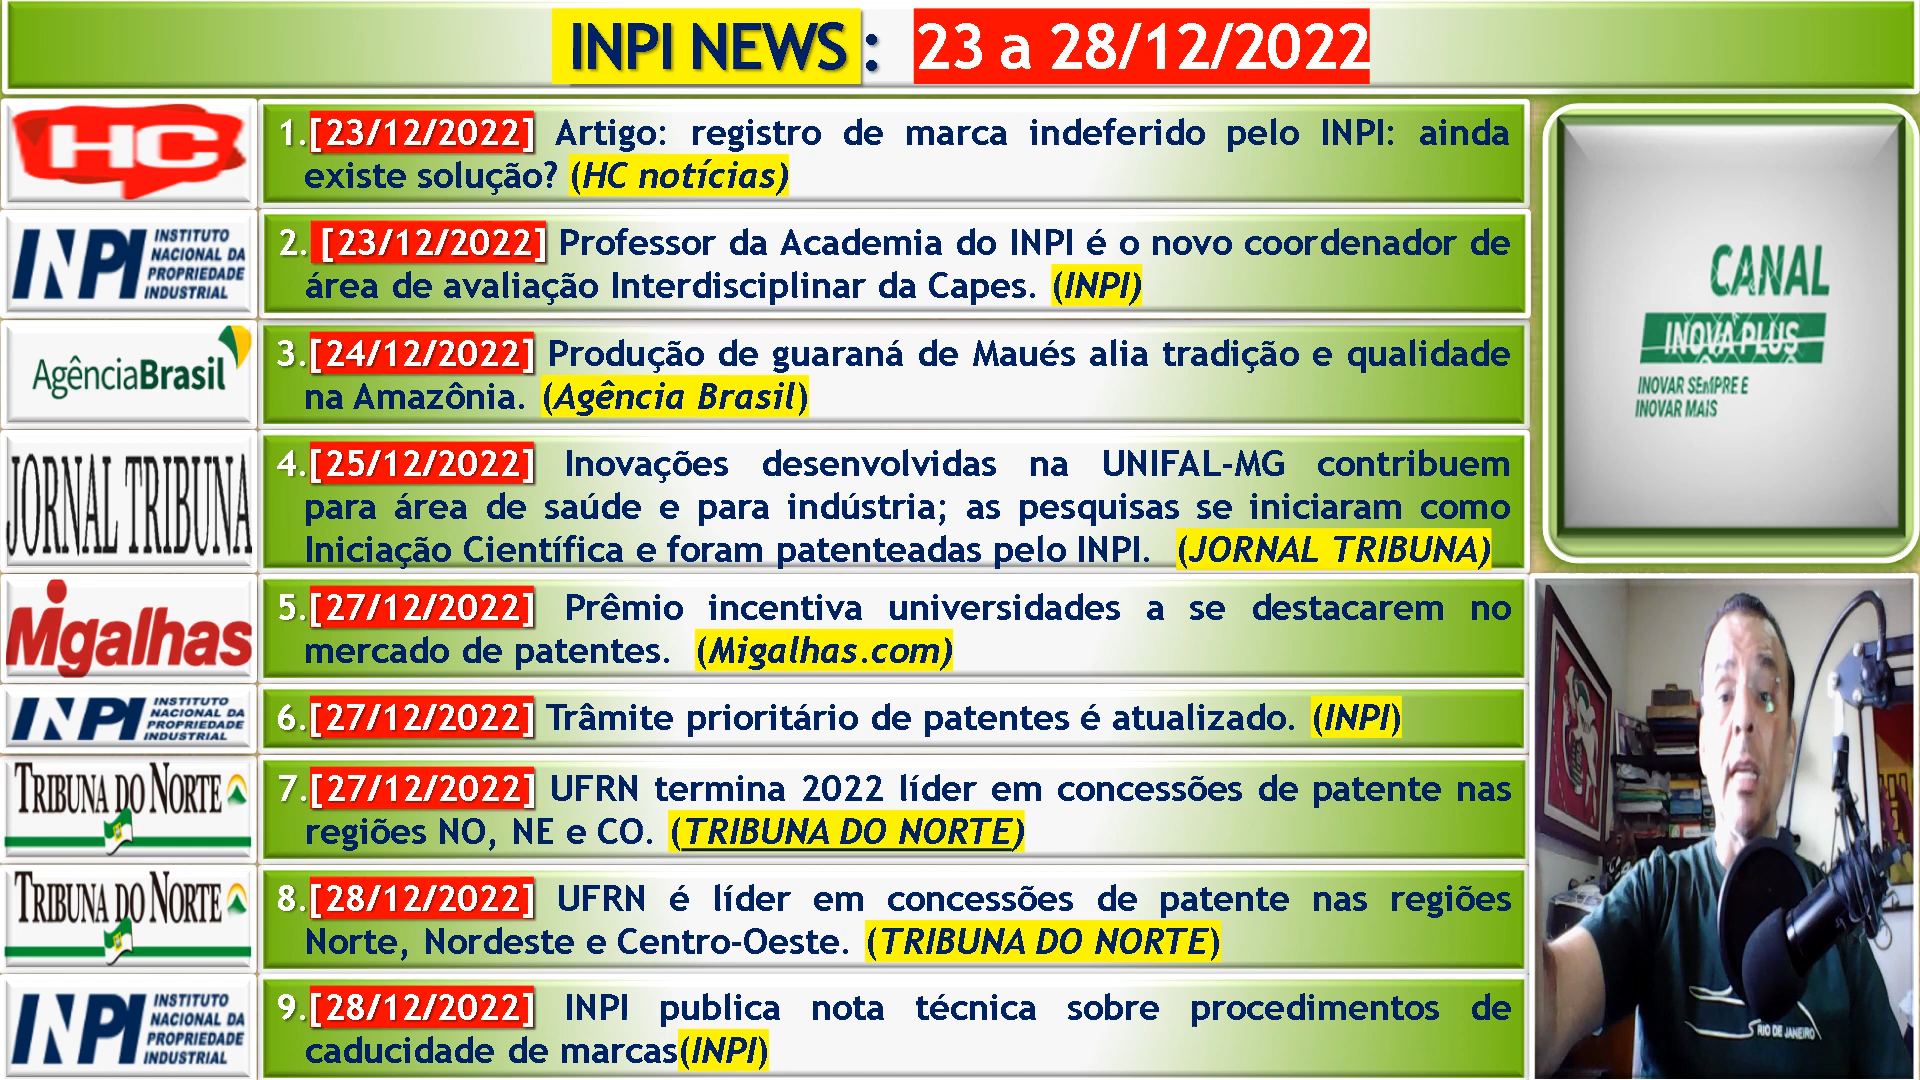 INPI NEWS : 23 a 28/12/2022
HC
1.[23/12/2022] Artigo: registro de marca indeferido pelo INPI: ainda
existe solução? (HC notícias)
INPI INSTITUTO
NACIONAL DA
PROPRIEDADE
INDUSTRIAL
2. [23/12/2022] Professor da Academia do INPI é o novo coordenador de
área de avaliação Interdisciplinar da Capes. (INPI)
AgênciaBrasil
3.[24/12/2022] Produção de guaraná de Maués alia tradição e qualidade
na Amazônia. (Agência Brasil)
JORNAL TRIBUNA
4.[25/12/2022] Inovações desenvolvidas na UNIFAL-MG contribuem
para área de saúde e para indústria; as pesquisas se iniciaram como
Iniciação Científica e foram patenteadas pelo INPI. (JORNAL TRIBUNA)
Migalhas
5.[27/12/2022] Prêmio incentiva universidades a se destacarem no
mercado de patentes. (Migalhas.com)
INPI INSTITUTO
NACIONAL DA
PROPRIEDADE
INDUSTRIAL
6.[27/12/2022] Trâmite prioritário de patentes é atualizado. (INPI)
TRIBUNA DO NORTE
7.[27/12/2022] UFRN termina 2022 líder em concessões de patente nas
regiões NO, NE e CO. (TRIBUNA DO NORTE)
TRIBUNA DO NORTE
8.[28/12/2022] UFRN é líder em concessões de patente nas regiões
Norte, Nordeste e Centro-Oeste. (TRIBUNA DO NORTE)
INPI INSTITUTO
NACIONAL DA
PROPRIEDADE
INDUSTRIAL
9.[28/12/2022] INPI publica nota técnica sobre procedimentos de
caducidade de marcas(INPI)
CANAL
INOVA PLUS
INOVAR SEMPRE E
INOVAR MAIS
RIO DE JANEIRO